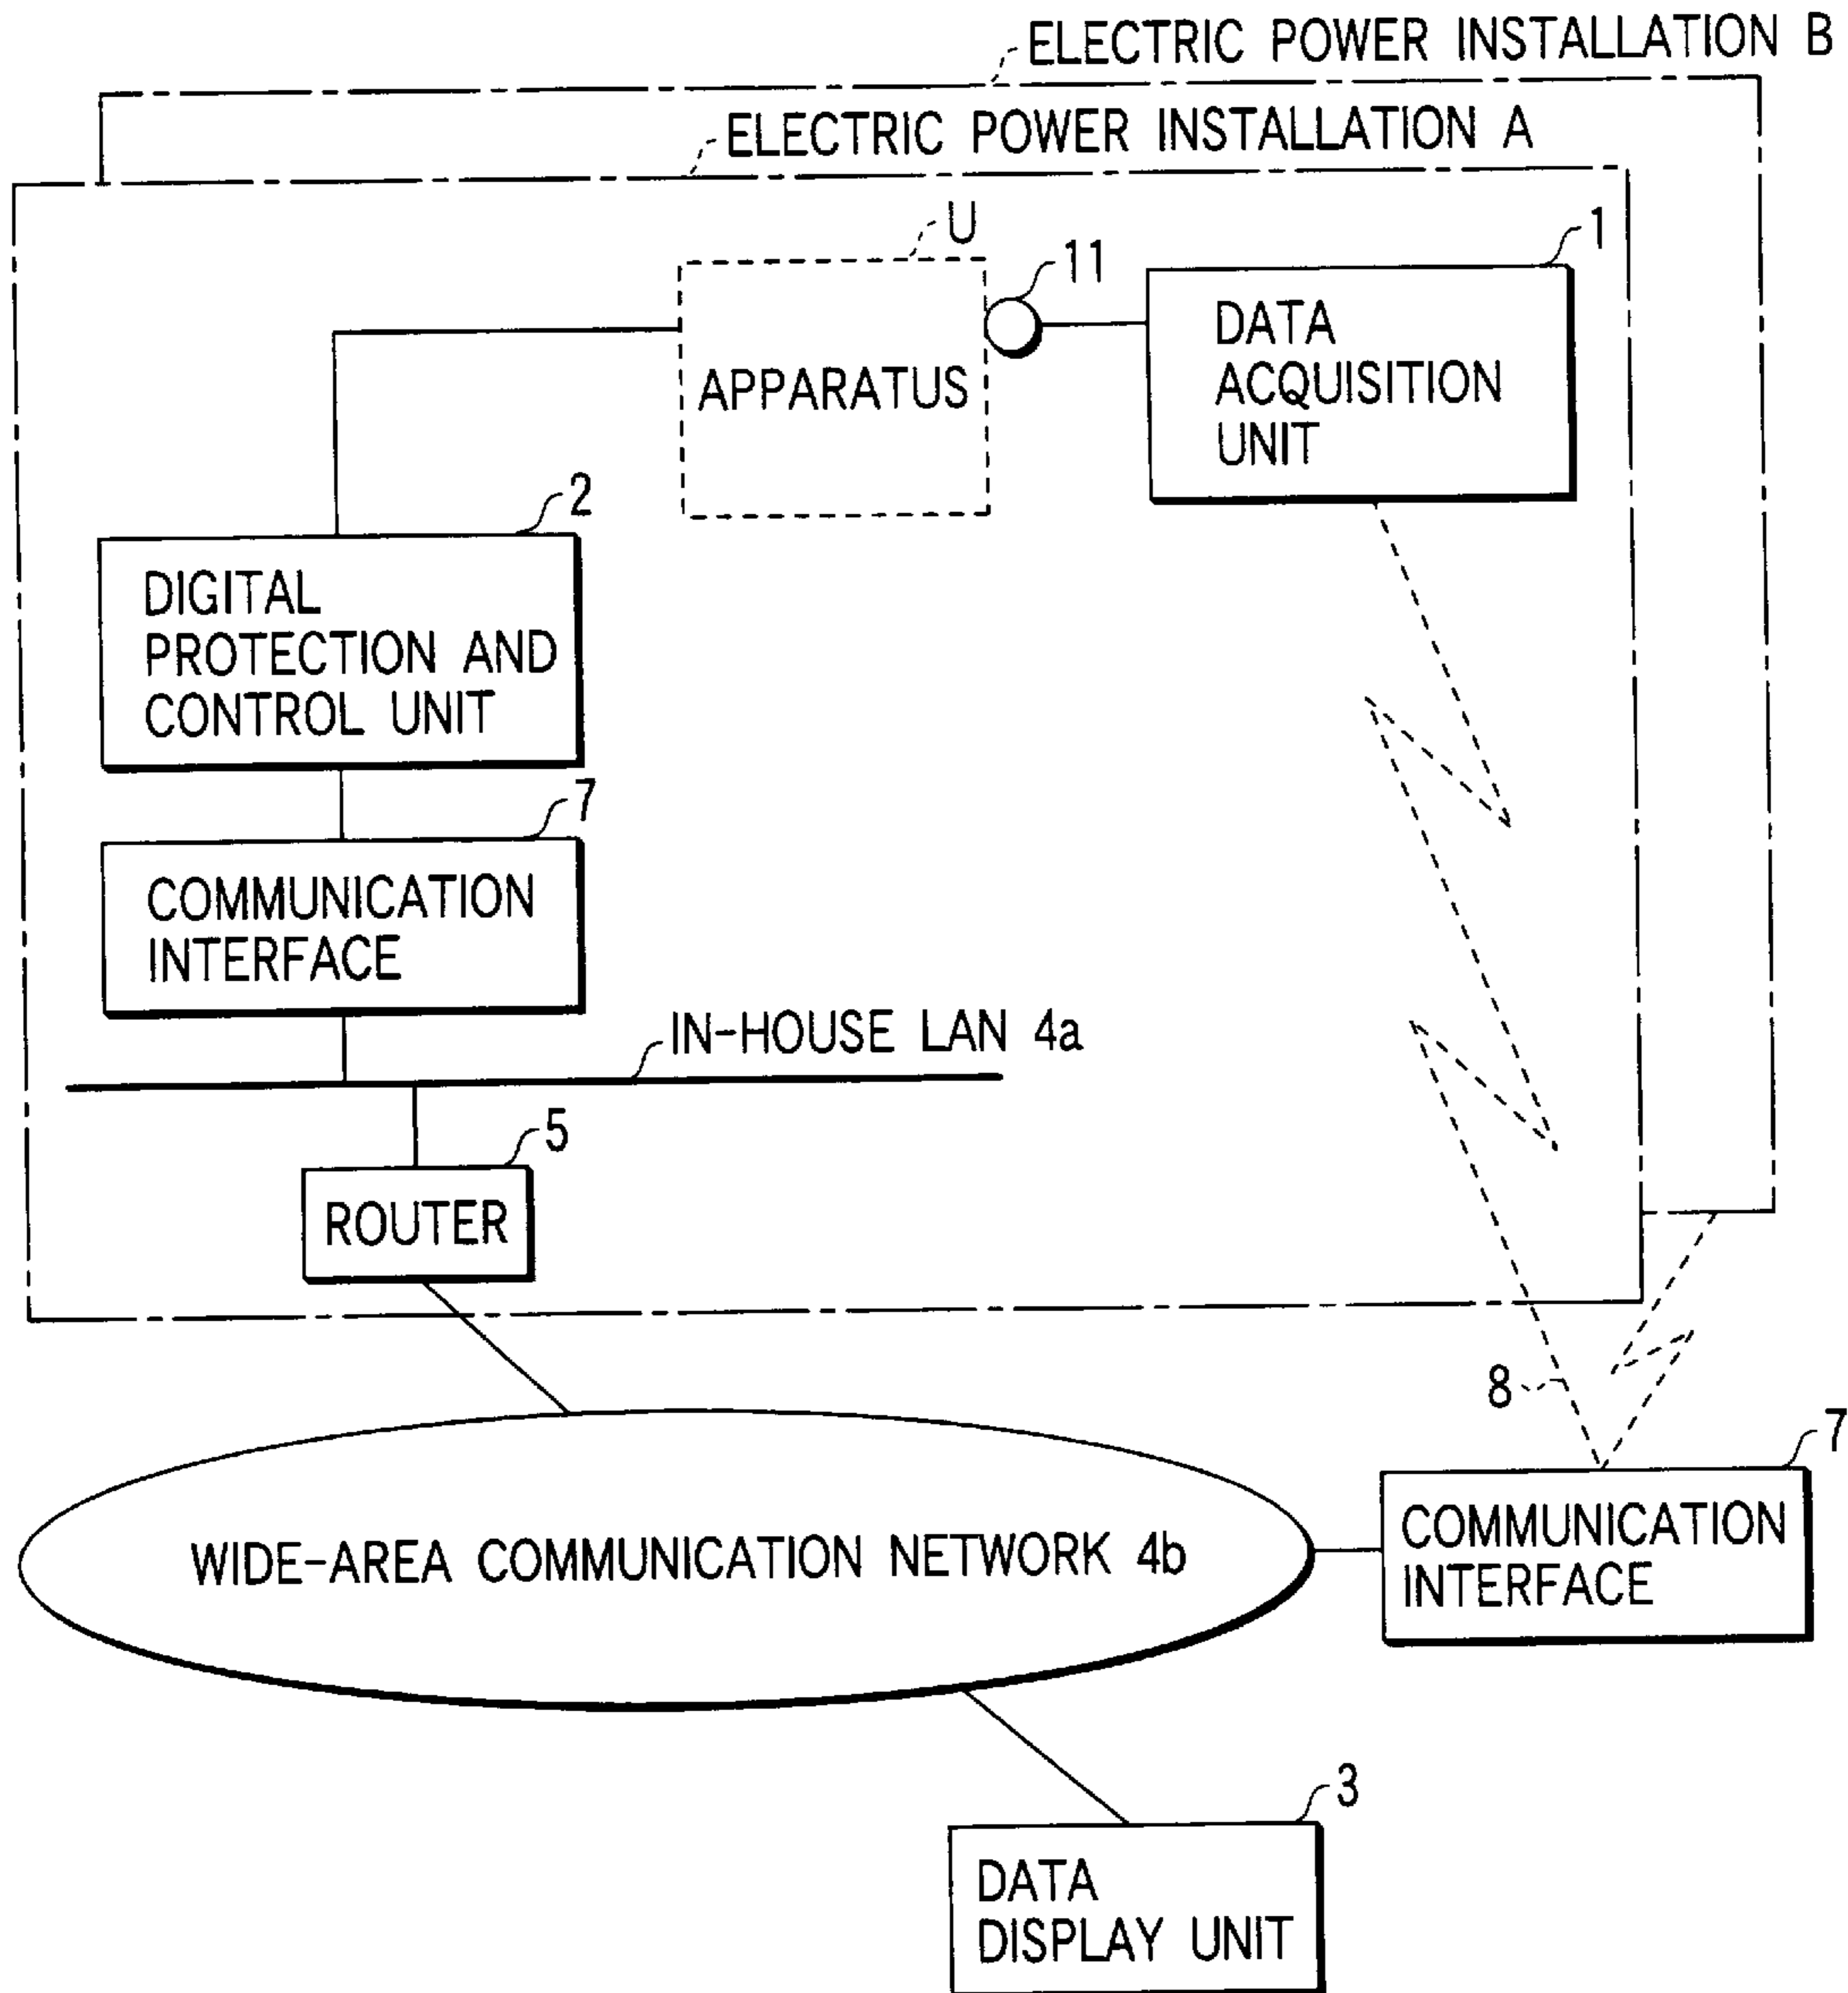 ELECTRIC POWER INSTALLATION B
ELECTRIC POWER INSTALLATION A
U
11
1
APPARATUS
DATA
ACQUISITION
UNIT
2
DIGITAL
PROTECTION AND
CONTROL UNIT
7
COMMUNICATION
INTERFACE
IN-HOUSE LAN 4a
5
ROUTER
8
7
COMMUNICATION
INTERFACE
WIDE-AREA COMMUNICATION NETWORK 4b
3
DATA
DISPLAY UNIT